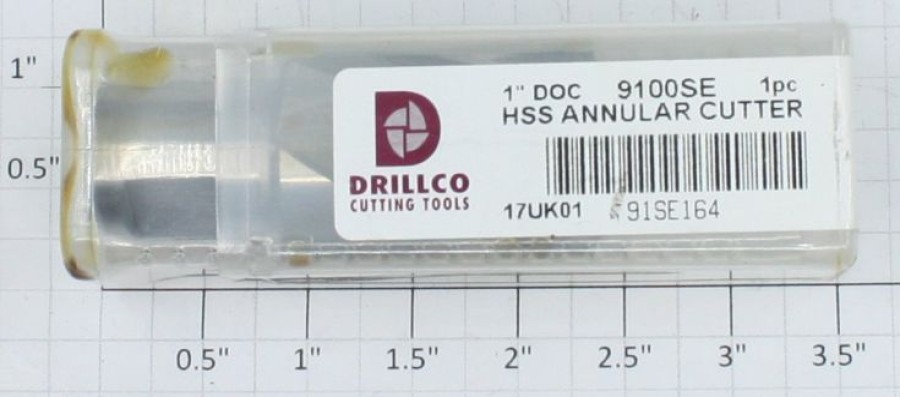 1"
0.5"
1" DOC 9100SE 1pc
HSS ANNULAR CUTTER
D
DRILLCO
CUTTING TOOLS
17UK01 91SE164
0.5" 1" 1.5" 2" 2.5" 3" 3.5"